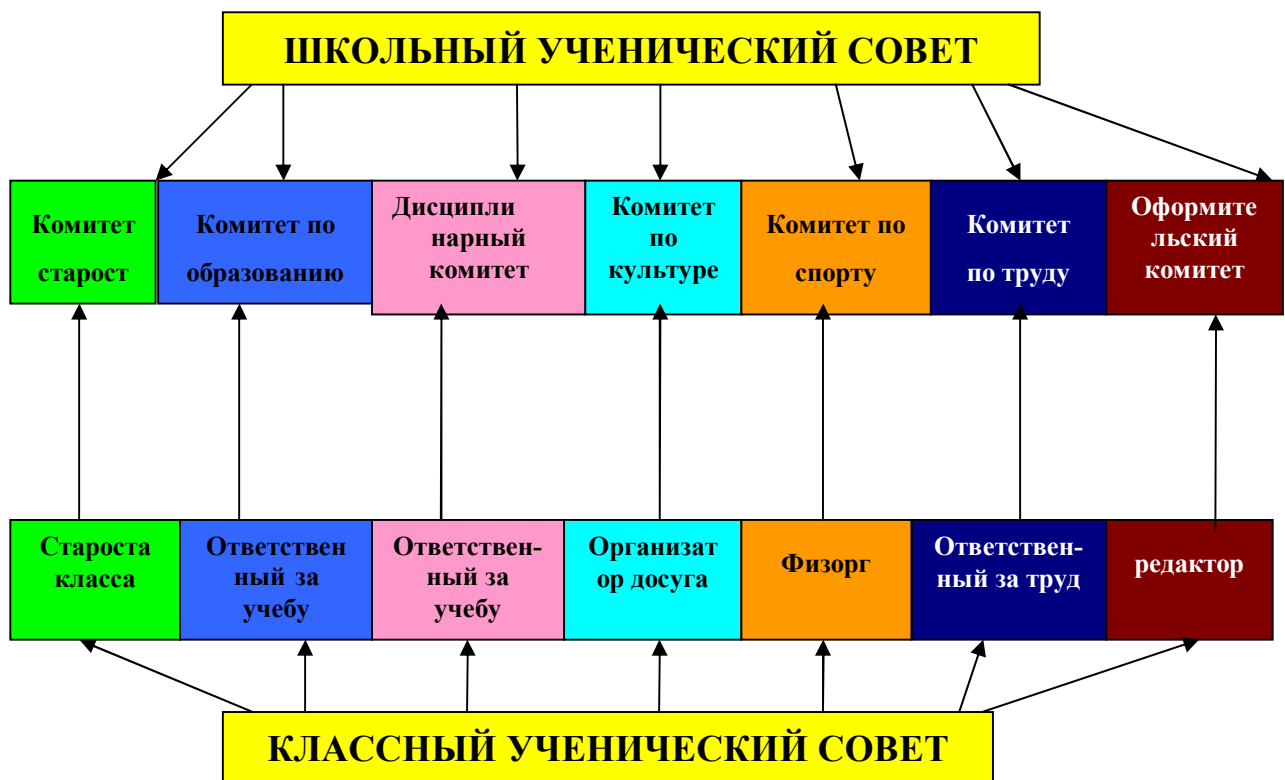 ШКОЛЬНЫЙ УЧЕНИЧЕСКИЙ СОВЕТ
Комитет
старост
Комитет по
образованию
Дисципли
нарный
комитет
Комитет
по
культуре
Комитет по
спорту
Комитет
по труду
Оформите
льский
комитет
Староста
класса
Ответствен
ный за
учебу
Ответствен-
ный за
учебу
Организат
ор досуга
Физорг
Ответствен-
ный за труд
редактор
КЛАССНЫЙ УЧЕНИЧЕСКИЙ СОВЕТ